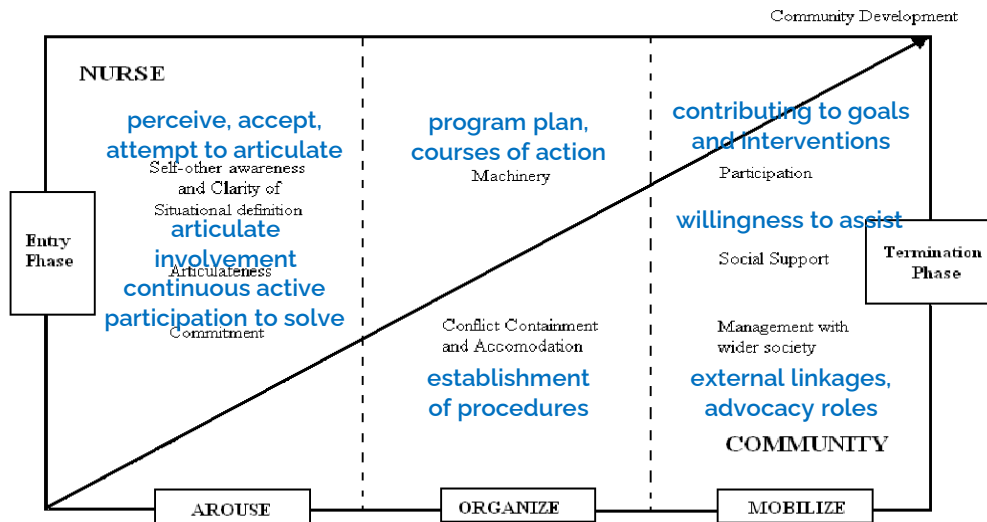 Community Development
NURSE
perceive, accept,
attempt to articulate
Self-other awareness
and Clarity of
Situational definition
articulate
involvement
Articulateness
continuous active
participation to solve
Commitment
Entry
Phase
program plan,
courses of action
Machinery
Conflict Containment
and Accomodation
establishment
of procedures
contributing to goals
and interventions
Participation
willingness to assist
Social Support
Termination
Phase
Management with
wider society
external linkages,
advocacy roles
COMMUNITY
AROUSE
ORGANIZE
MOBILIZE